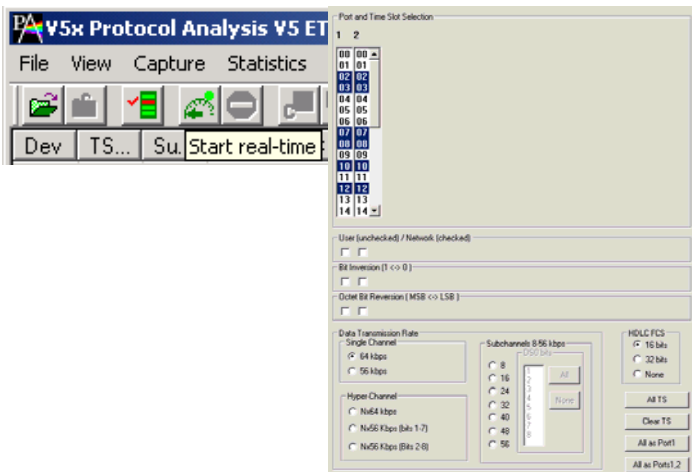 V5x Protocol Analysis V5 ET
File View Capture Statistics
Dev TS... Su. Start real-time
Port and Time Slot Selection
1 2
00 00
01 01
02 02
03 03
04 04
05 05
06 06
07 07
08 08
09 09
10 10
11 11
12 12
13 13
14 14
User (unchecked) / Network (checked)
Bit Inversion (1 <-> 0 )
Octet Bit Reversion ( MSB <-> LSB )
Data Transmission Rate
Single Channel
64 kbps
56 kbps
Hyper-Channel
Nx64 kbps
Nx56 Kbps (bits 1-7)
Nx56 Kbps (Bits 2-8)
Subchannels 8-56 kbps
8
16
24
32
40
48
56
DS0 bits
1
2
3
4
5
6
7
8
All
None
HDLC FCS
16 bits
32 bits
None
All TS
Clear TS
All as Port1
All as Ports1,2